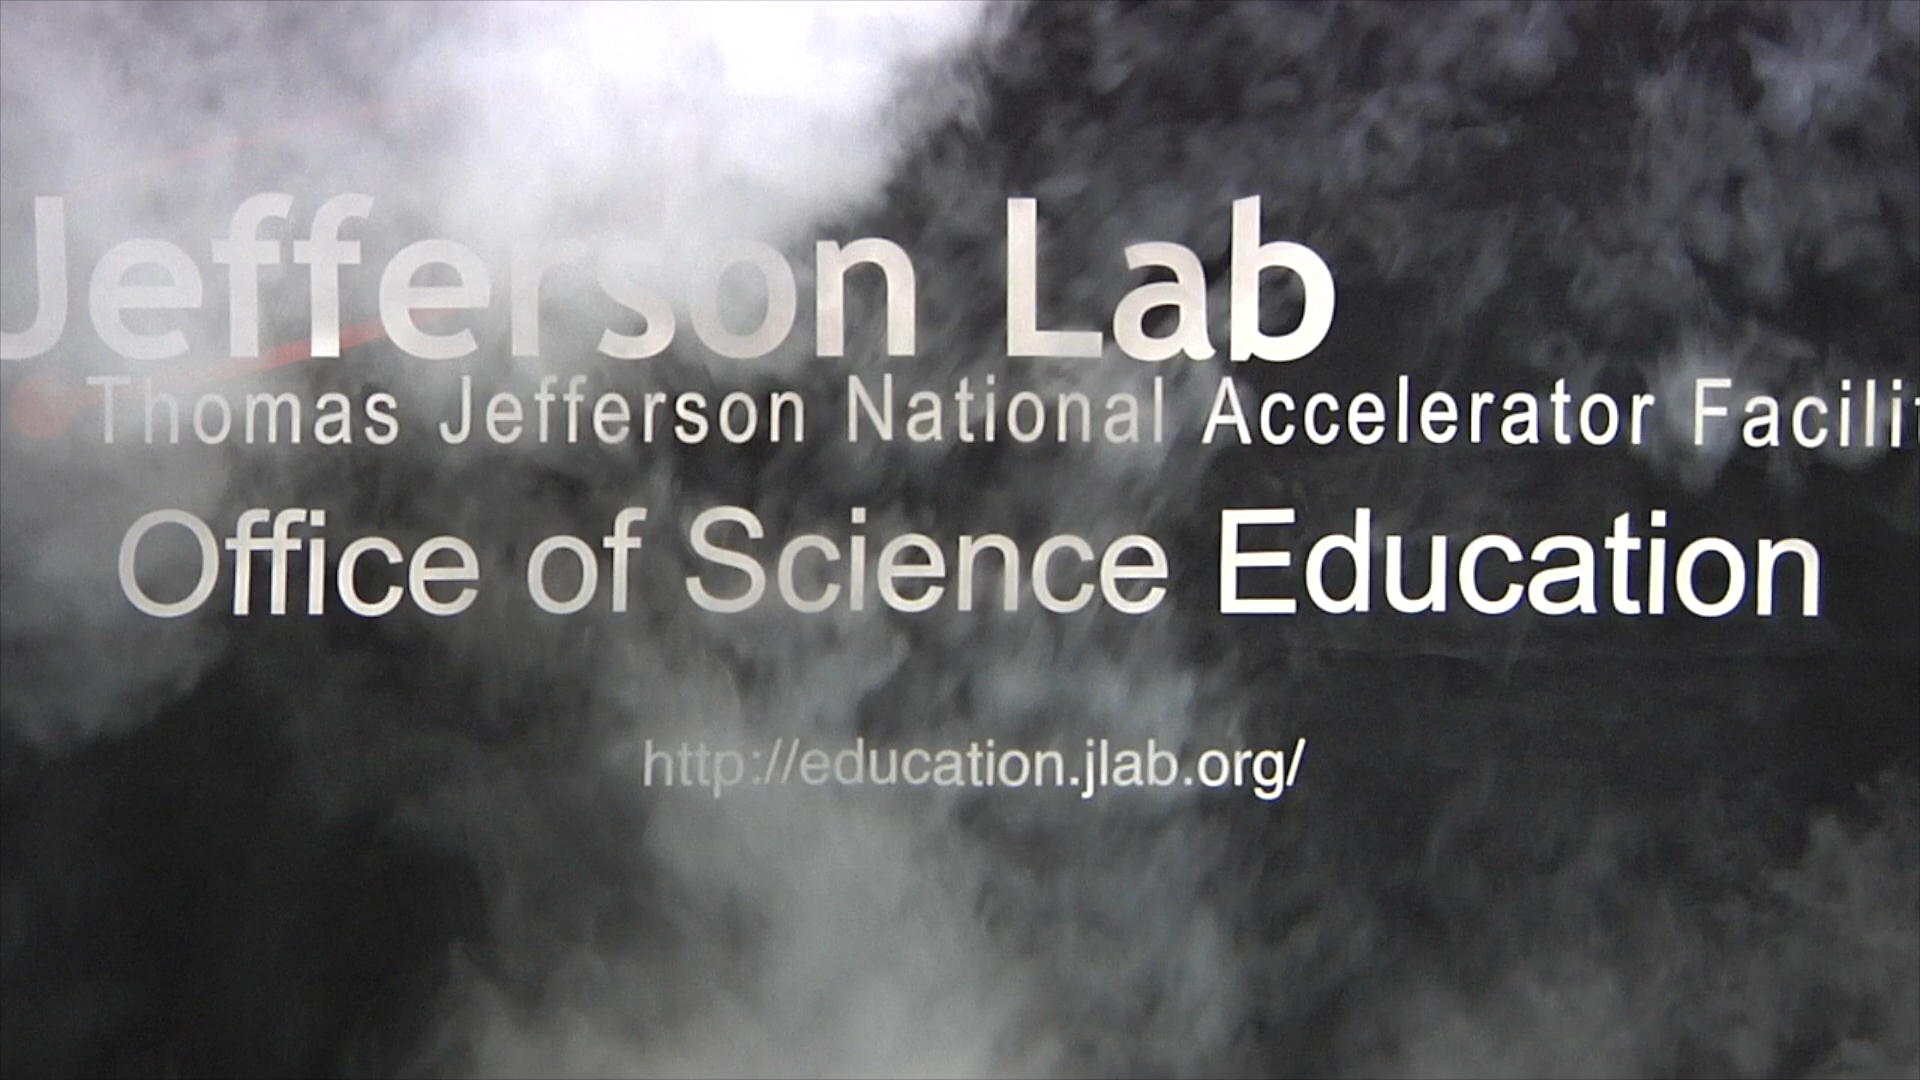 Jefferson Lab
Thomas Jefferson National Accelerator Facilit
Office of Science Education
http://education.jlab.org/